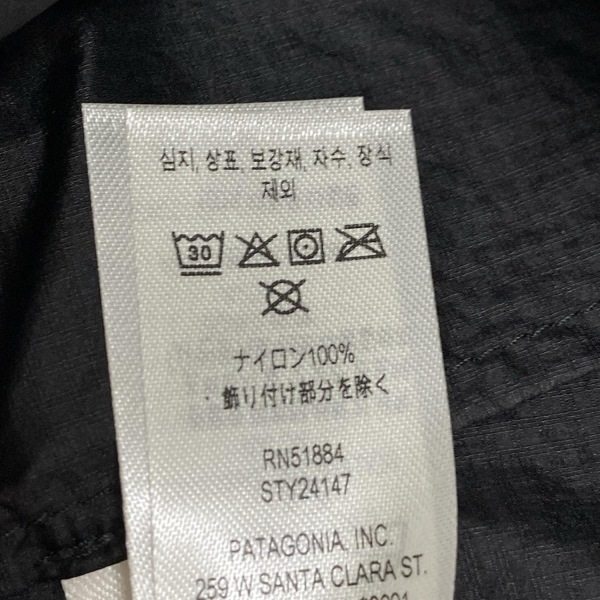 심지, 상표, 보강재, 자수, 장식
제외
30
ナイロン100%
・飾り付け部分を除く
RN51884
STY24147
PATAGONIA, INC.
259 W SANTA CLARA ST.